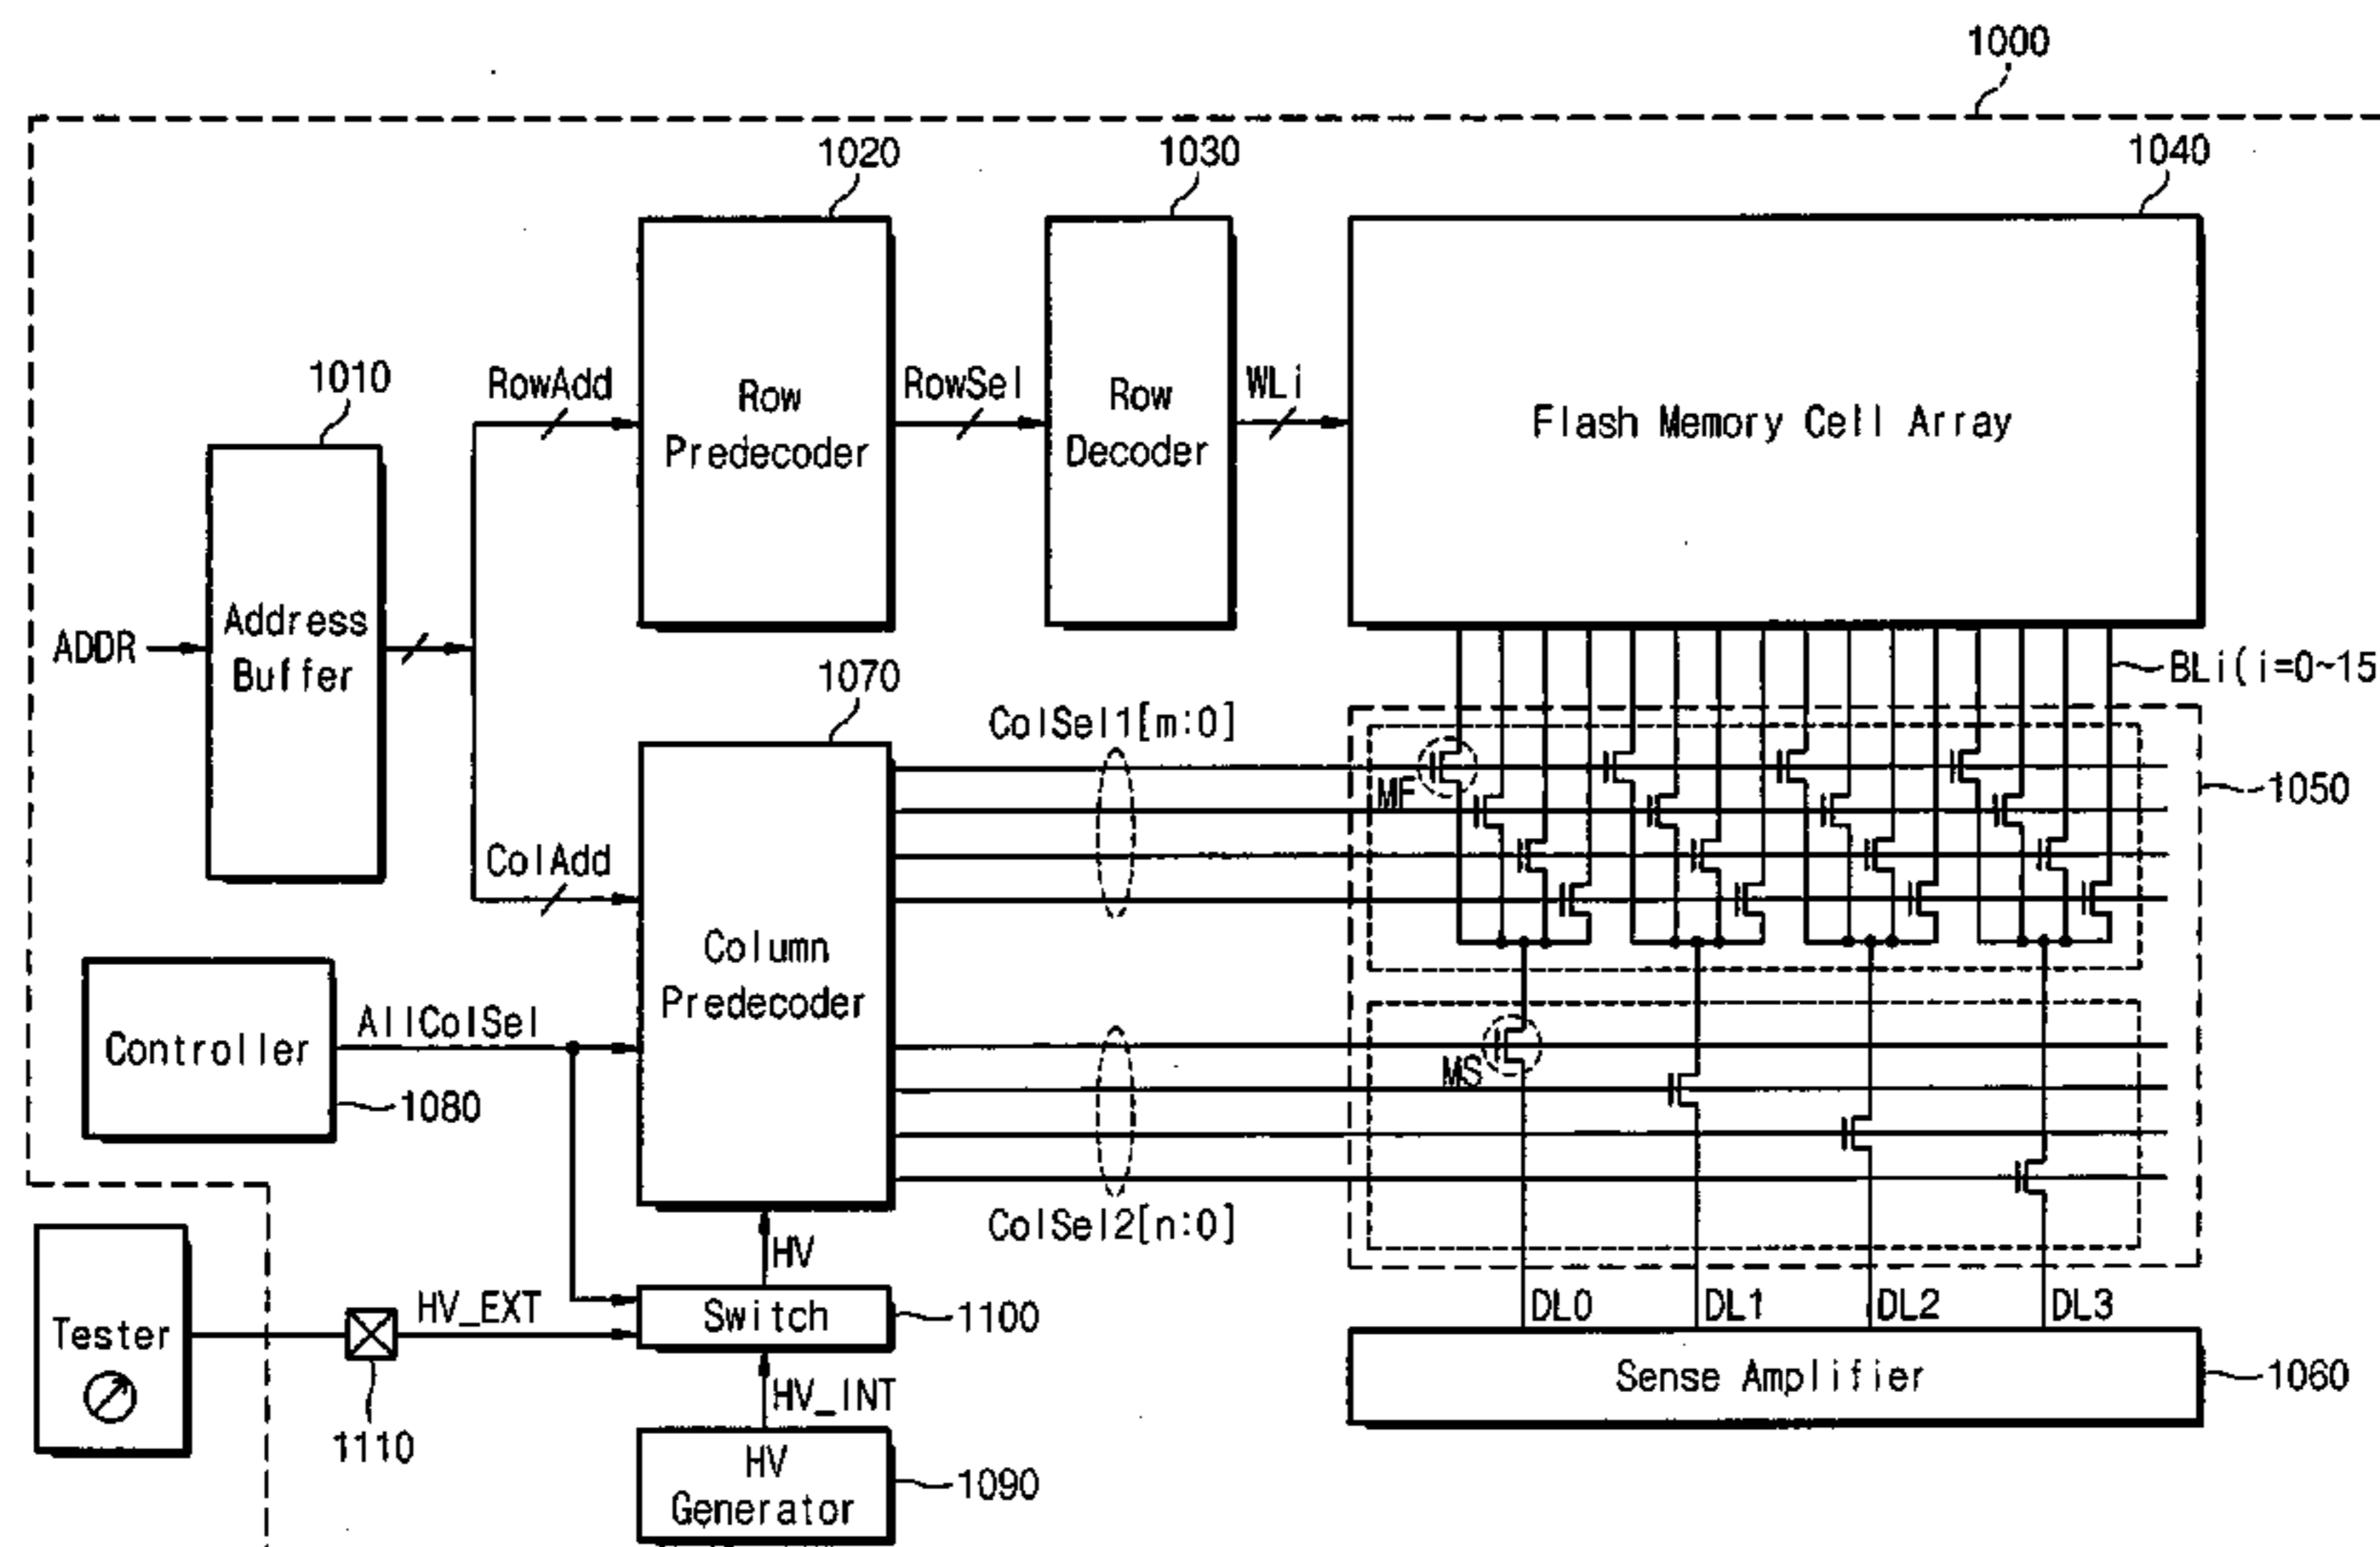 1000
1020
1030
1040
1010
RowAdd
Row
Predecoder
RowSel
Row
Decoder
WLi
Flash Memory Cell Array
ADDR
Address
Buffer
1070
BLi(i=0~15
ColSel1[m:0]
MF
1050
ColAdd
Column
Predecoder
Controller
AllColSel
1080
MS
ColSel2[n:0]
HV
Tester
HV_EXT
Switch
1100
DL0
DL1
DL2
DL3
1110
HV_INT
Sense Amplifier
1060
HV
Generator
1090